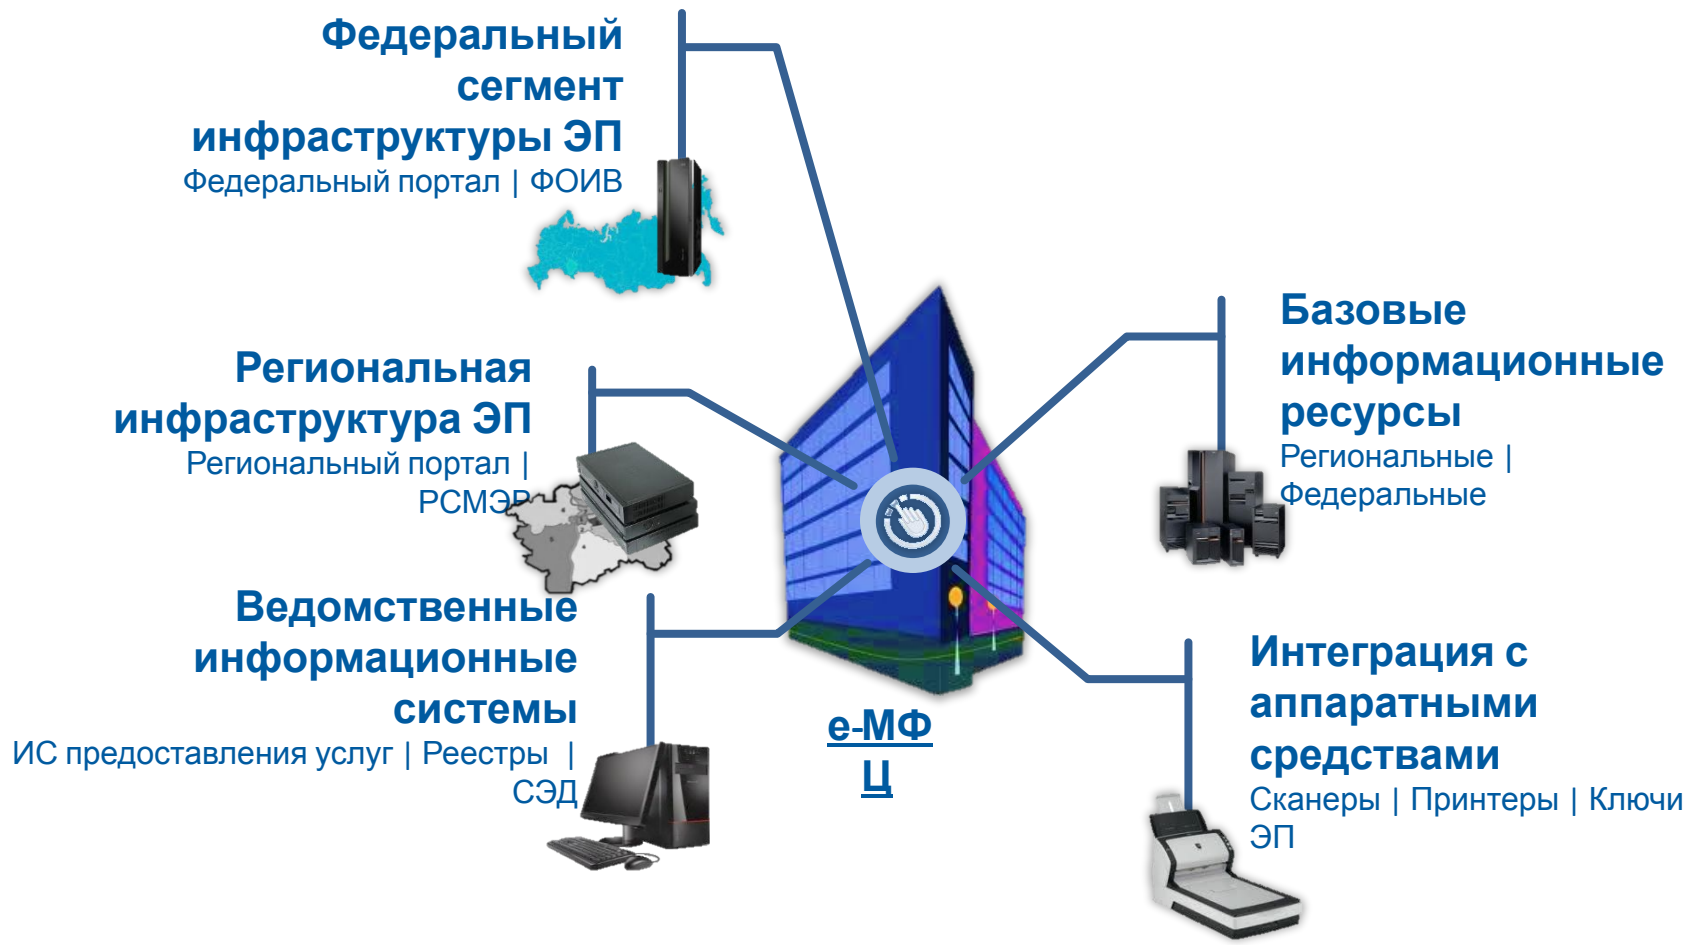 Федеральный
сегмент
инфраструктуры ЭП
Федеральный портал | ФОИВ
Региональная
инфраструктура ЭП
Региональный портал |
РСМЭВ
Ведомственные
информационные
системы
ИС предоставления услуг | Реестры |
СЭД
е-МФ
Ц
Базовые
информационные
ресурсы
Региональные |
Федеральные
Интеграция с
аппаратными
средствами
Сканеры | Принтеры | Ключи
ЭП